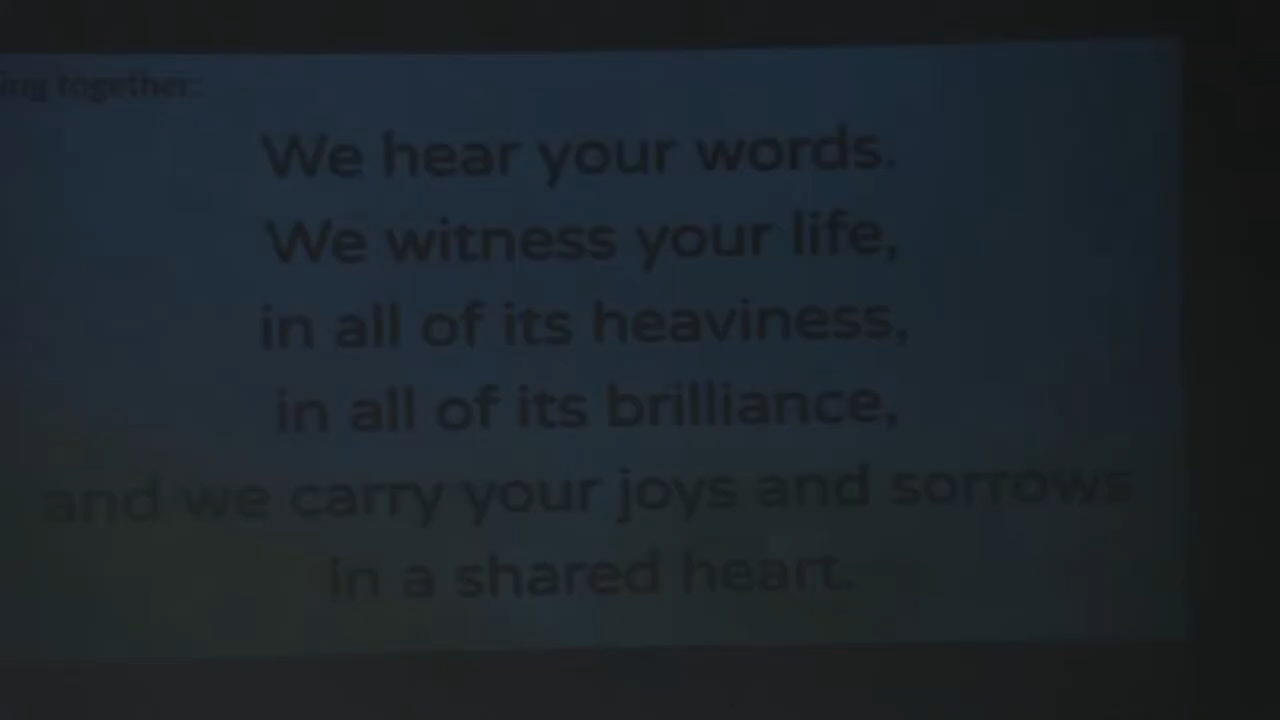 together:
We hear your words.
We witness your life,
in all of its heaviness,
in all of its brilliance,
and we carry your joys and sorrows
in a shared heart.